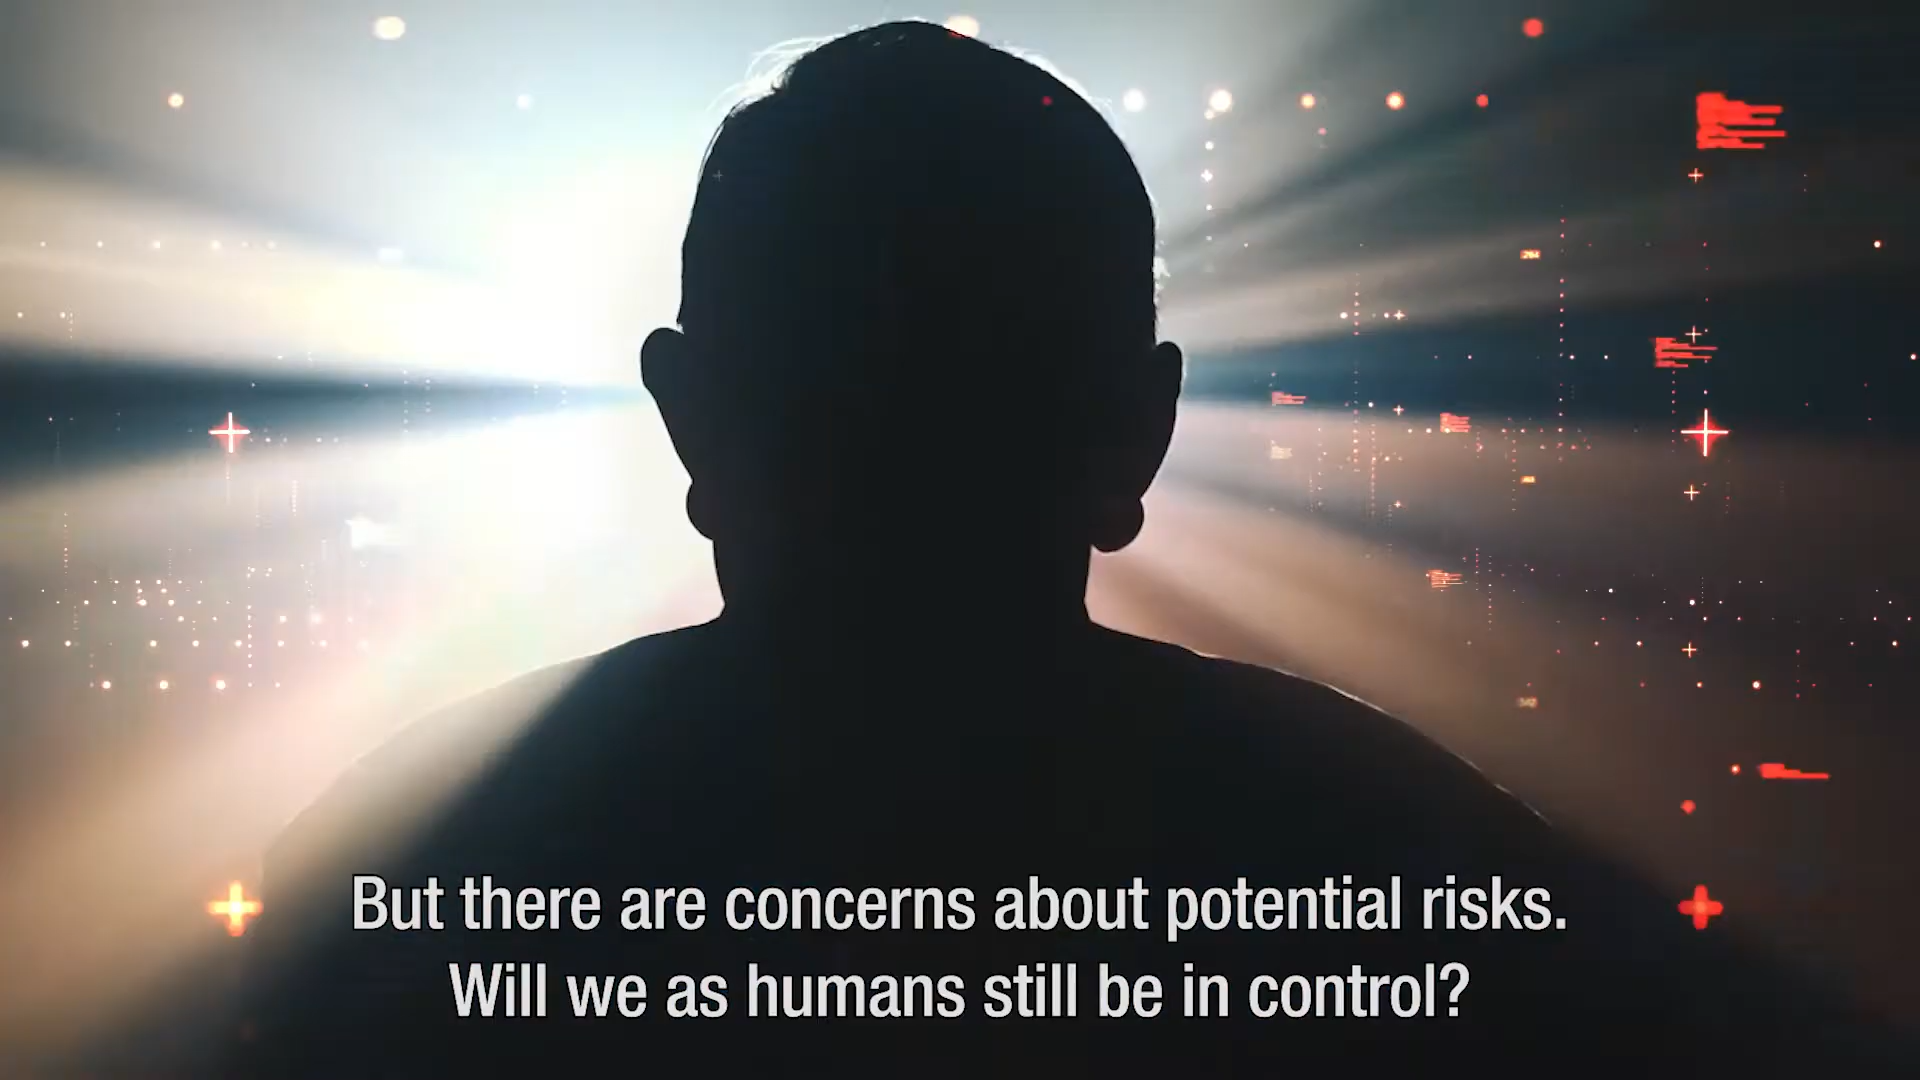 But there are concerns about potential risks.
Will we as humans still be in control?